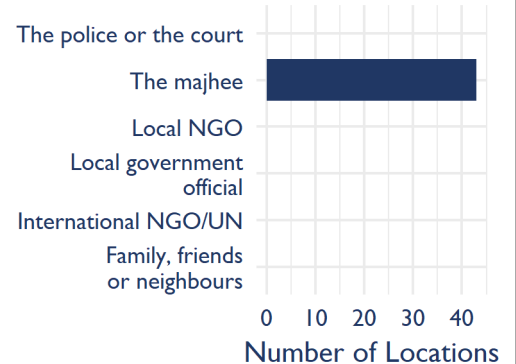 The police or the court
The majhee
Local NGO
Local government
official
International NGO/UN
Family, friends
or neighbours
0 10 20 30 40
Number of Locations